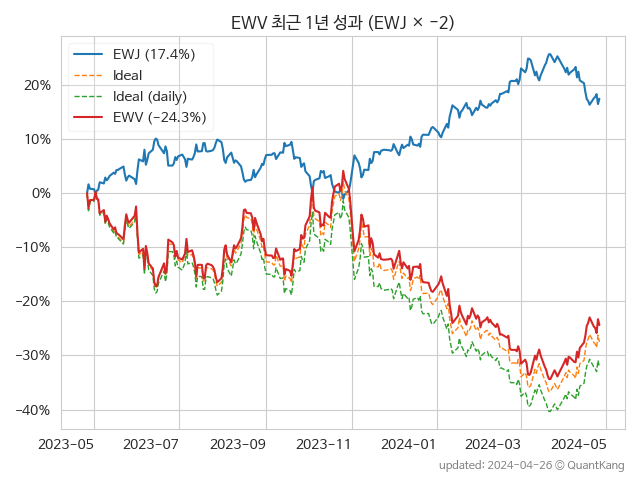 EWV 최근 1년 성과 (EWJ × −2)
EWJ (17.4%)
Ideal
Ideal (daily)
EWV (−24.3%)
20%
10%
0%
−10%
−20%
−30%
−40%
2023-05 2023-07 2023-09 2023-11 2024-01 2024-03 2024-05
updated: 2024-04-26 © QuantKang